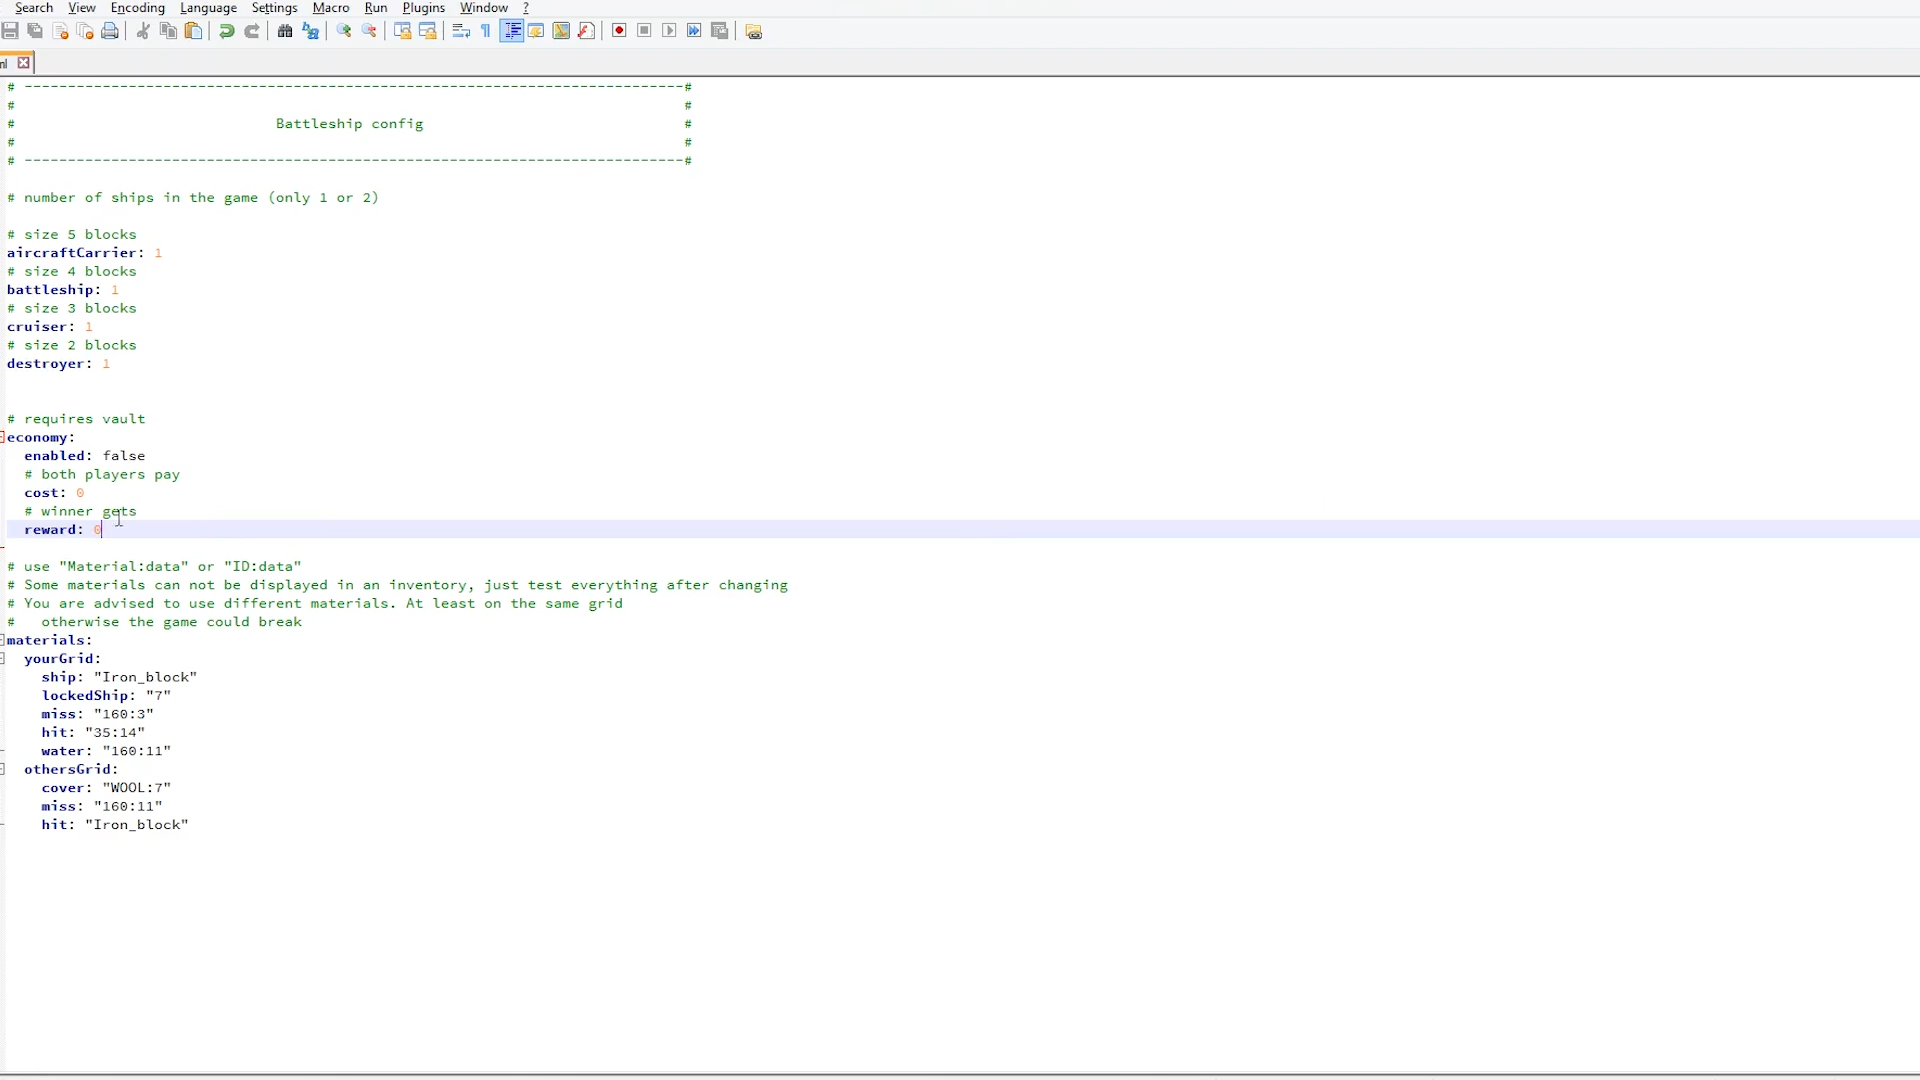 Search View Encoding Language Settings Macro Run Plugins Window ?
ml
# ----------------------------------------------------------------------------#
# #
# Battleship config #
# #
# ----------------------------------------------------------------------------#
# number of ships in the game (only 1 or 2)
# size 5 blocks
aircraftCarrier: 1
# size 4 blocks
battleship: 1
# size 3 blocks
cruiser: 1
# size 2 blocks
destroyer: 1
# requires vault
economy:
enabled: false
# both players pay
cost: 0
# winner gets
reward: 0
# use "Material:data" or "ID:data"
# Some materials can not be displayed in an inventory, just test everything after changing
# You are advised to use different materials. At least on the same grid
# otherwise the game could break
materials:
yourGrid:
ship: "Iron_block"
lockedShip: "7"
miss: "160:3"
hit: "35:14"
water: "160:11"
othersGrid:
cover: "WOOL:7"
miss: "160:11"
hit: "Iron_block"